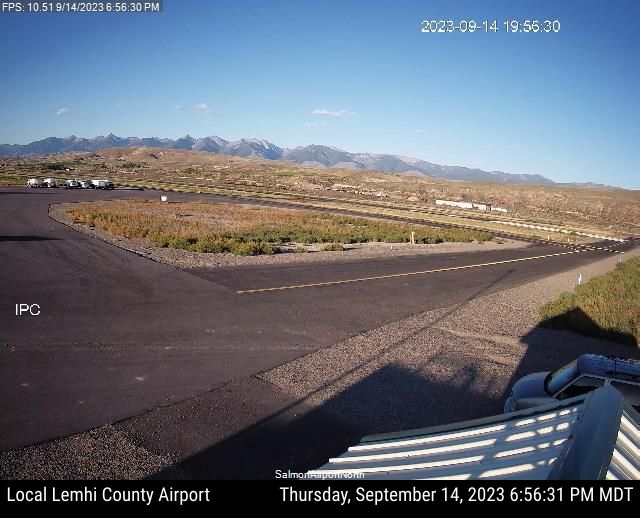 FPS: 10.51 9/14/2023 6:56:30 PM
2023-09-14 19:56:30
IPC
SalmonAirportNorth
Local Lemhi County Airport Thursday, September 14, 2023 6:56:31 PM MDT